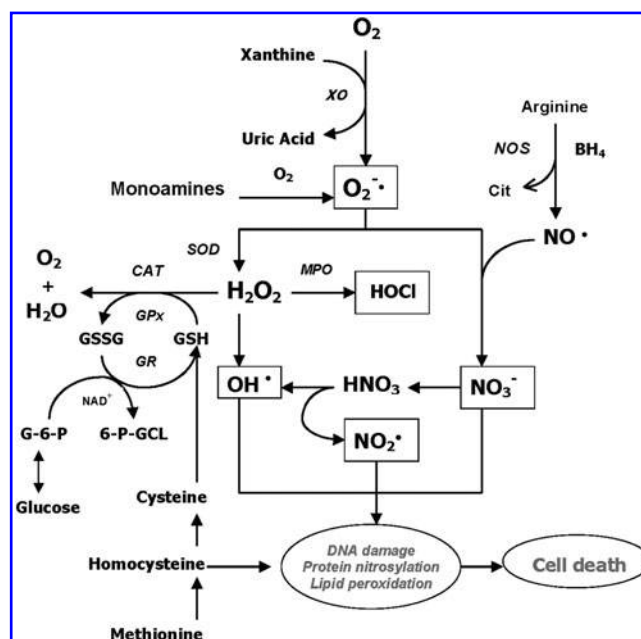 O₂
Xanthine
XO
Uric Acid
Arginine
NOS
BH₄
Cit
Monoamines
O₂
O₂⁻•
NO•
SOD
O₂
+
H₂O
CAT
H₂O₂
MPO
HOCl
GPx
GSSG
GSH
GR
NAD⁺
G-6-P
6-P-GCL
Glucose
OH•
HNO₃
NO₃⁻
NO₂•
Cysteine
Homocysteine
Methionine
DNA damage
Protein nitrosylation
Lipid peroxidation
Cell death